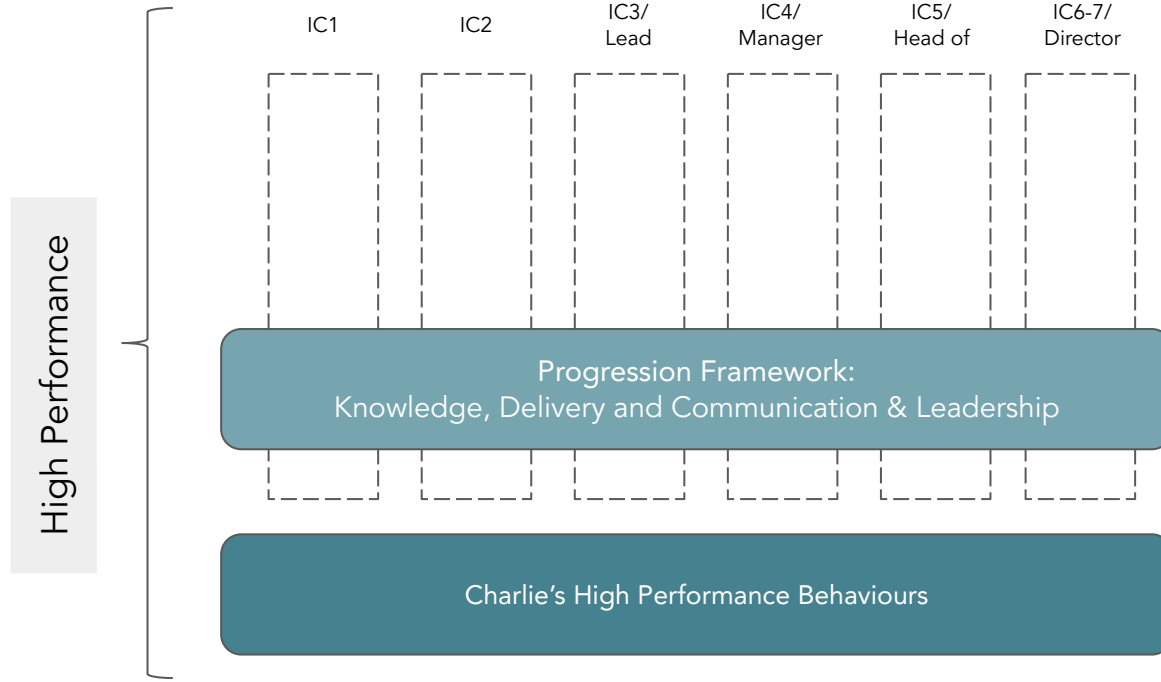 IC1
IC2
IC3/
Lead
IC4/
Manager
IC5/
Head of
IC6-7/
Director
High Performance
Progression Framework:
Knowledge, Delivery and Communication & Leadership
Charlie’s High Performance Behaviours